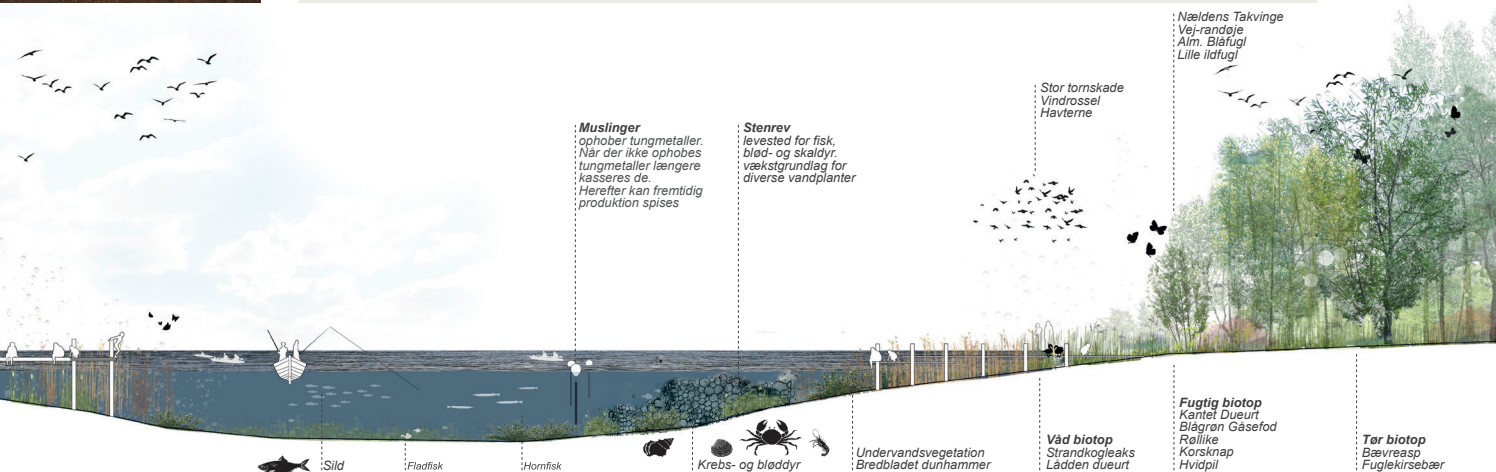 Nældens Takvinge
Vej-randøje
Alm. Blåfugl
Lille ildfugl
Stor tornskade
Vindrossel
Havterne
Muslinger
ophober tungmetaller.
Når der ikke ophobes
tungmetaller længere
kasseres de.
Herefter kan fremtidig
produktion spises
Stenrev
levested for fisk,
blød- og skaldyr.
vækstgrundlag for
diverse vandplanter
Sild
Fladfisk
Hornfisk
Krebs- og bløddyr
Undervandsvegetation
Bredbladet dunhammer
Våd biotop
Strandkogleaks
Lådden dueurt
Fugtig biotop
Kantet Dueurt
Blågrøn Gåsefod
Røllike
Korsknap
Hvidpil
Tør biotop
Bævreasp
Fuglekirsebær